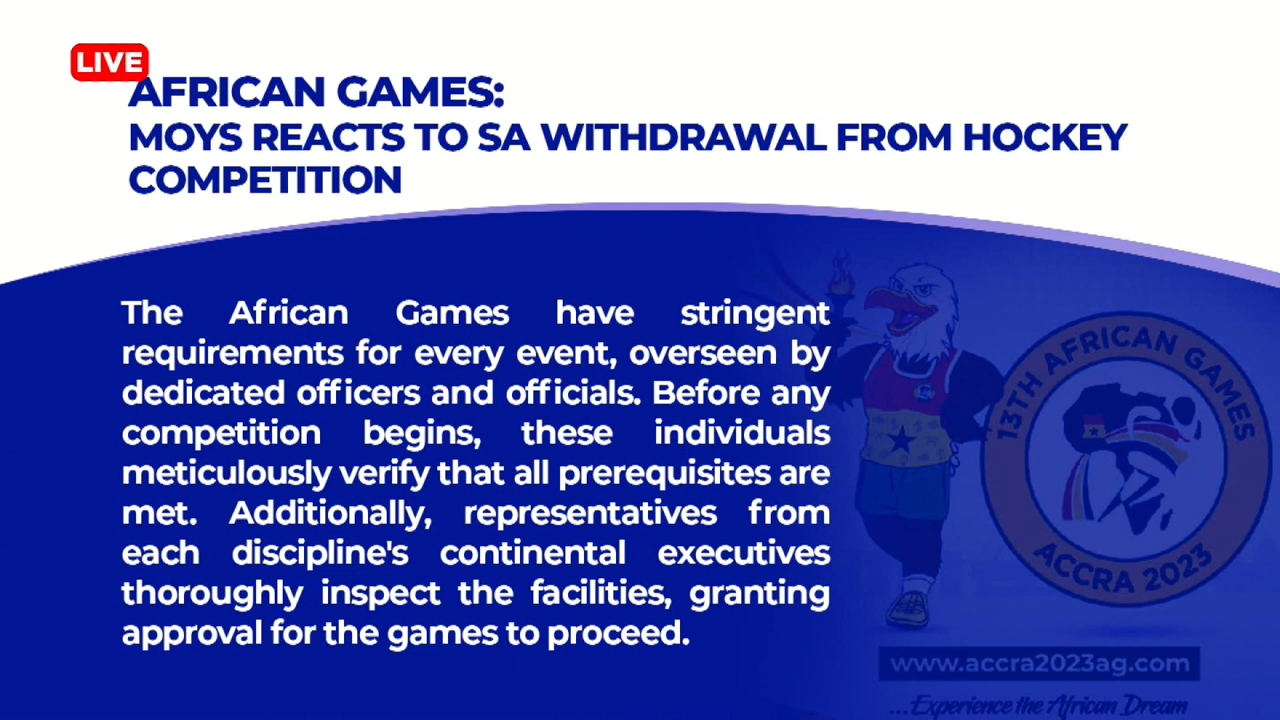 LIVE
AFRICAN GAMES:
MOYS REACTS TO SA WITHDRAWAL FROM HOCKEY
COMPETITION
The African Games have stringent
requirements for every event, overseen by
dedicated officers and officials. Before any
competition begins, these individuals
meticulously verify that all prerequisites are
met. Additionally, representatives from
each discipline's continental executives
thoroughly inspect the facilities, granting
approval for the games to proceed.
13TH AFRICAN GAMES
ACCRA 2023
www.accra2023ag.com
...Experience the African Dream